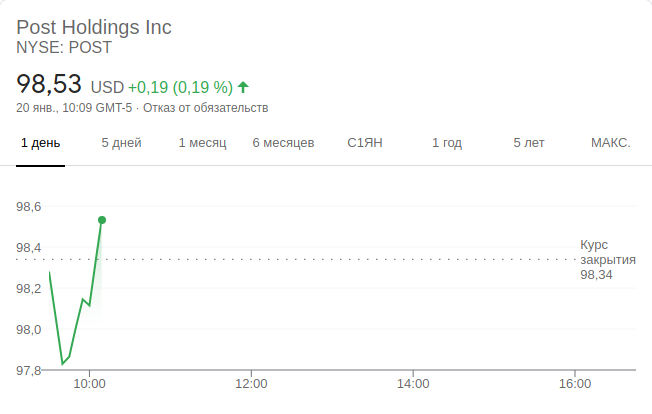 Post Holdings Inc
NYSE: POST
98,53 USD +0,19 (0,19 %)
20 янв., 10:09 GMT-5 · Отказ от обязательств
1 день 5 дней 1 месяц 6 месяцев С1ЯН 1 год 5 лет МАКС.
98,6
98,4
98,2
98,0
97,8
Курс
закрытия
98,34
10:00 12:00 14:00 16:00